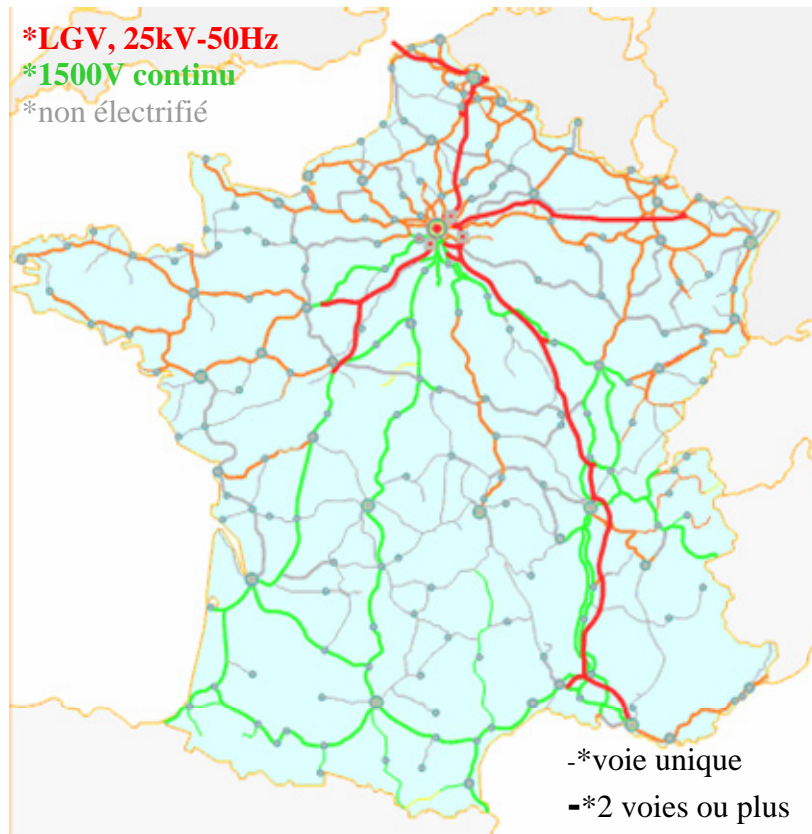 *LGV, 25kV-50Hz
*1500V continu
*non électrifié
-*voie unique
-*2 voies ou plus